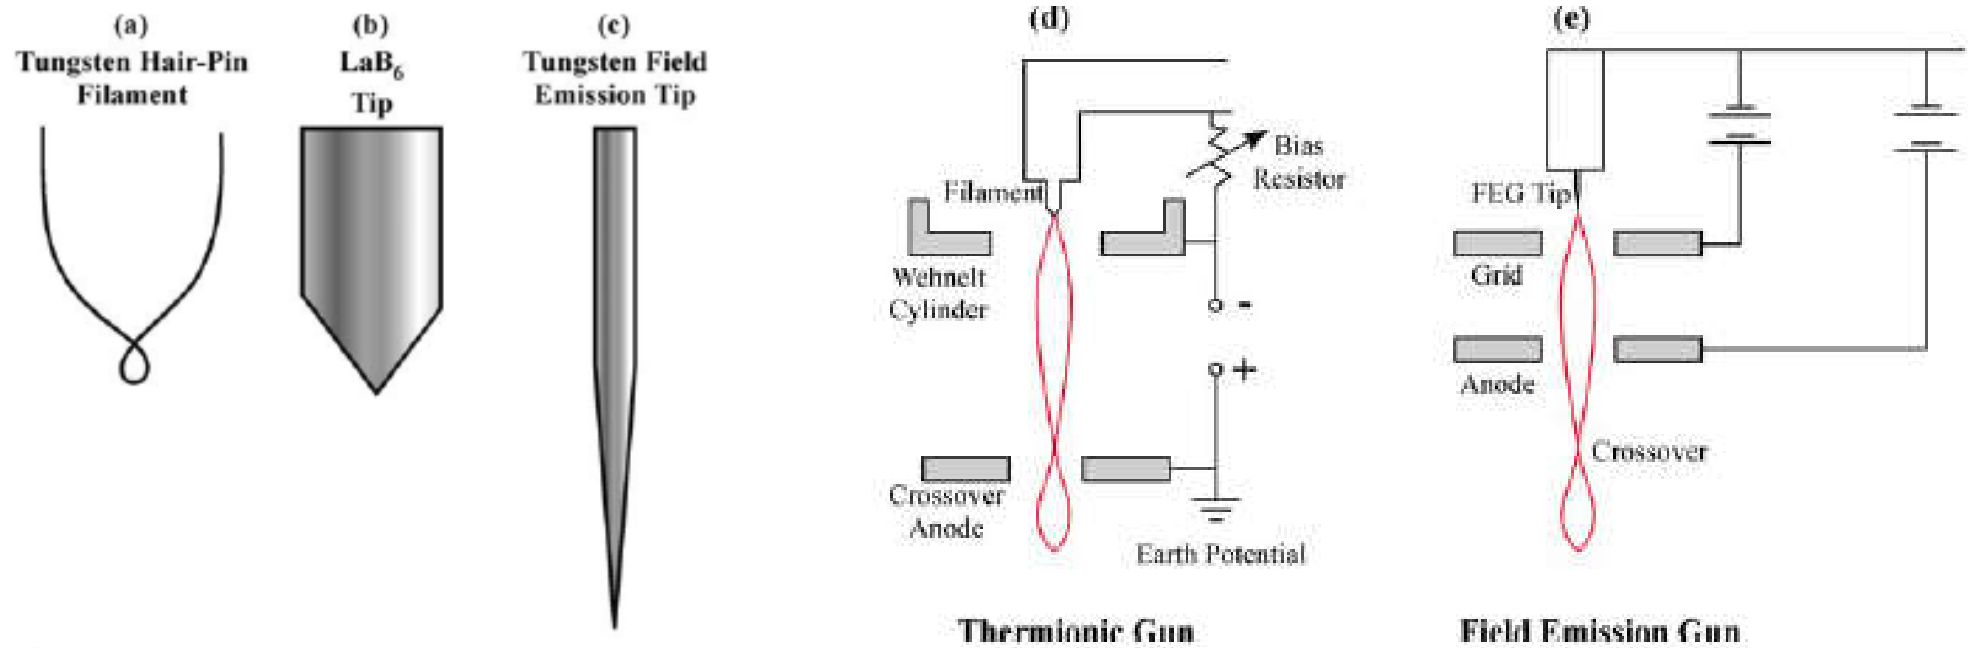 (a)
Tungsten Hair-Pin
Filament
(b)
LaB6
Tip
(c)
Tungsten Field
Emission Tip
(d)
Bias
Resistor
Filament
Wehnelt
Cylinder
-
+
Crossover
Anode
Earth Potential
Thermionic Gun
(e)
FEG Tip
Grid
Anode
Crossover
Field Emission Gun